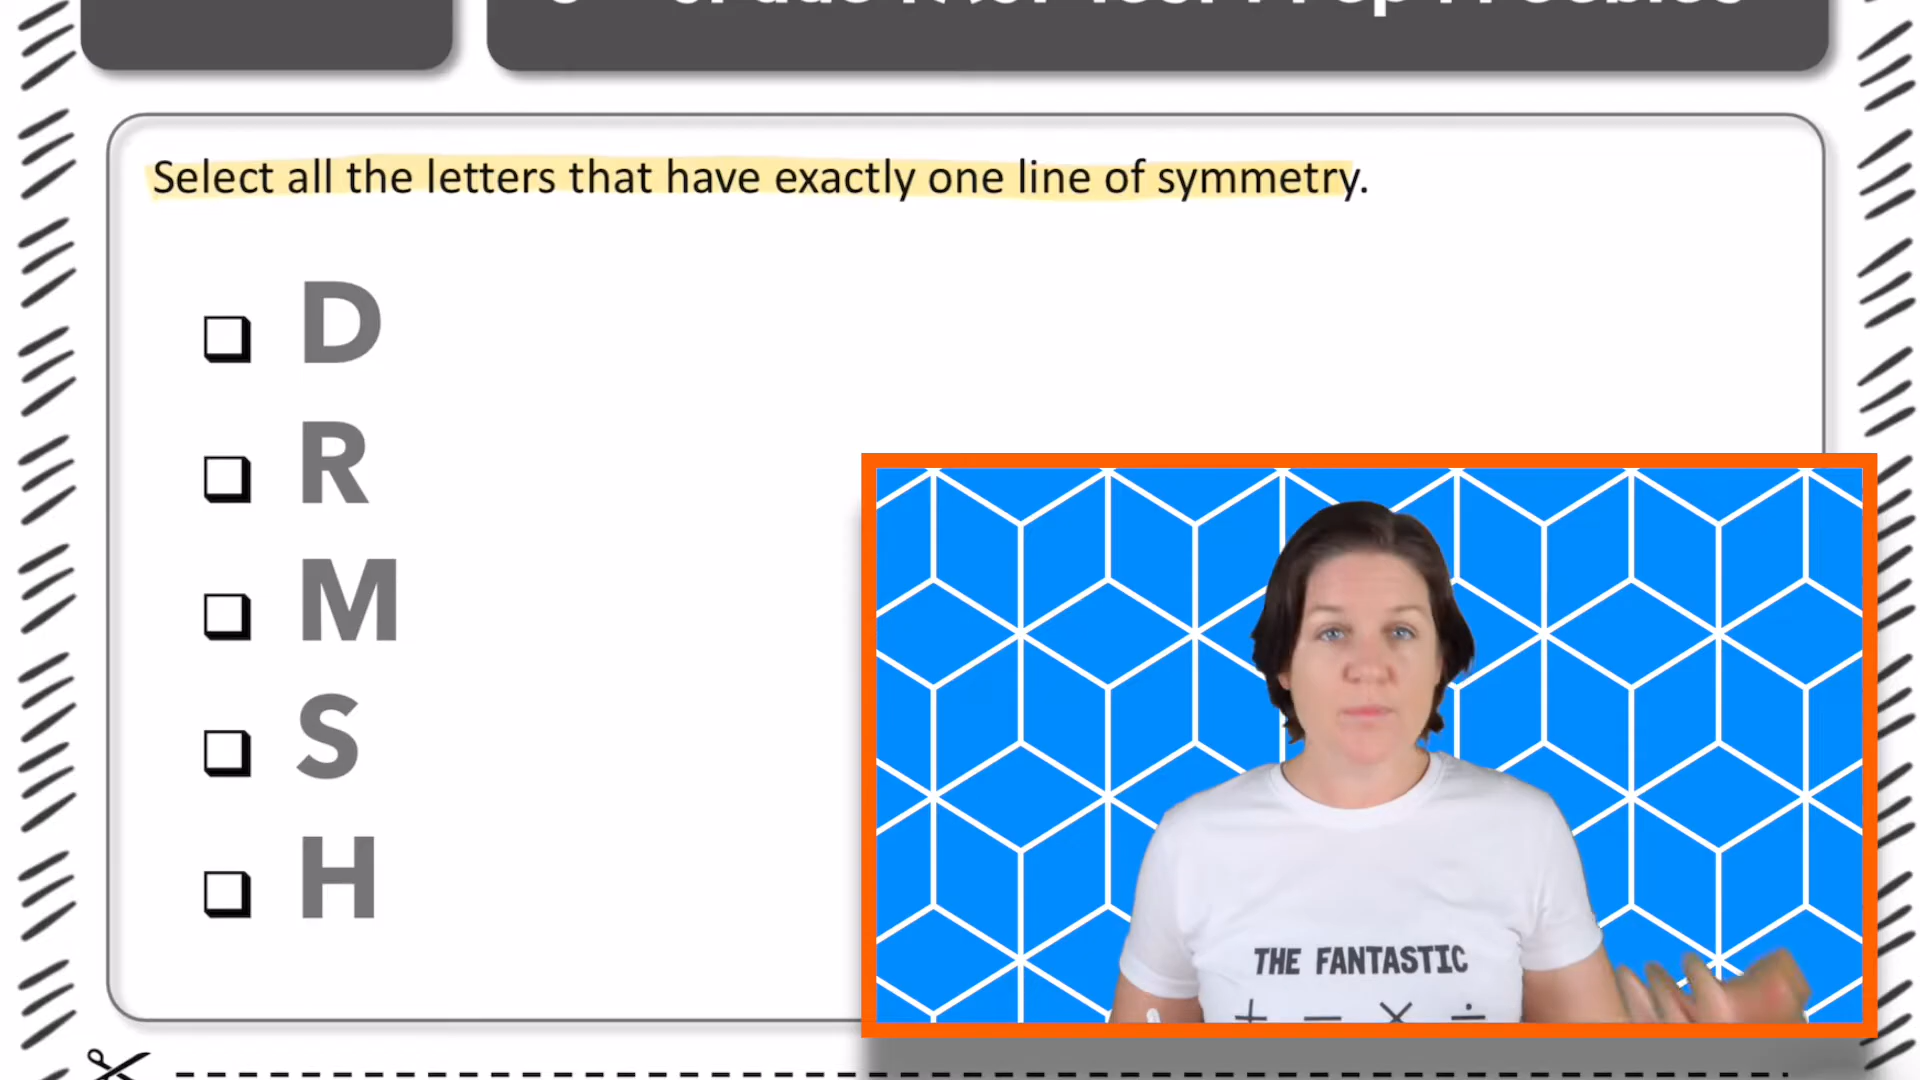 Select all the letters that have exactly one line of symmetry.
D
R
M
S
H
THE FANTASTIC
+ − × ÷